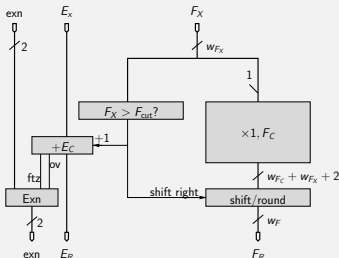 exn E_x F_X
2 w_{F_X}
1
F_X > F_cut? ×1, F_C
+1
+E_C
ov
ftz w_{F_C} + w_{F_X} + 2
Exn shift right shift/round
2 w_F
exn E_R F_R